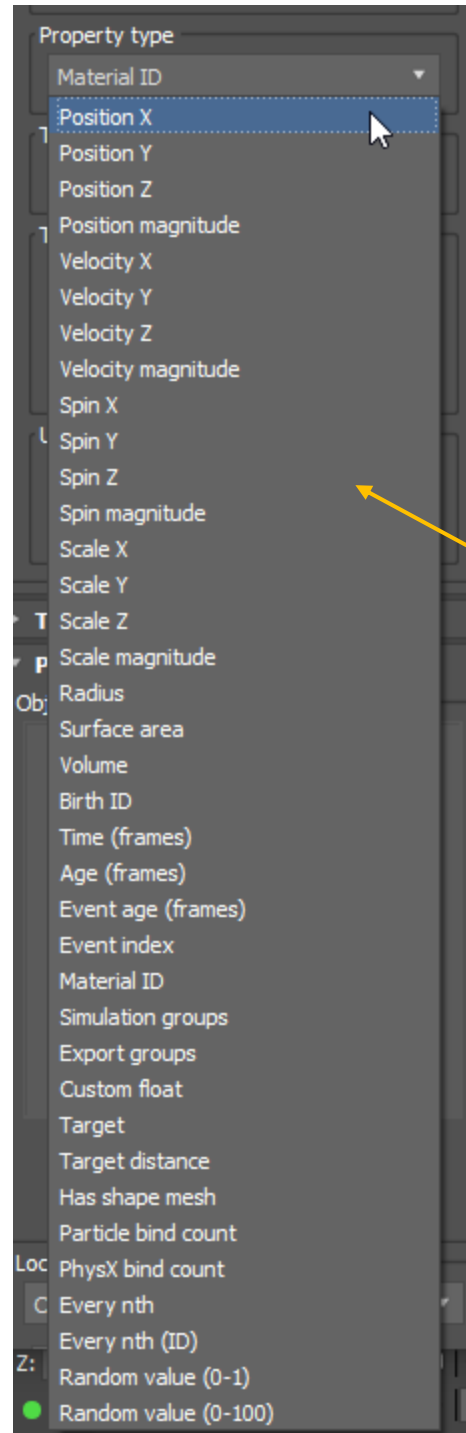 Property type
Material ID
Position X
Position Y
Position Z
Position magnitude
Velocity X
Velocity Y
Velocity Z
Velocity magnitude
Spin X
Spin Y
Spin Z
Spin magnitude
Scale X
Scale Y
Scale Z
Scale magnitude
Radius
Surface area
Volume
Birth ID
Time (frames)
Age (frames)
Event age (frames)
Event index
Material ID
Simulation groups
Export groups
Custom float
Target
Target distance
Has shape mesh
Particle bind count
PhysX bind count
Every nth
Every nth (ID)
Z:
Random value (0-1)
Random value (0-100)